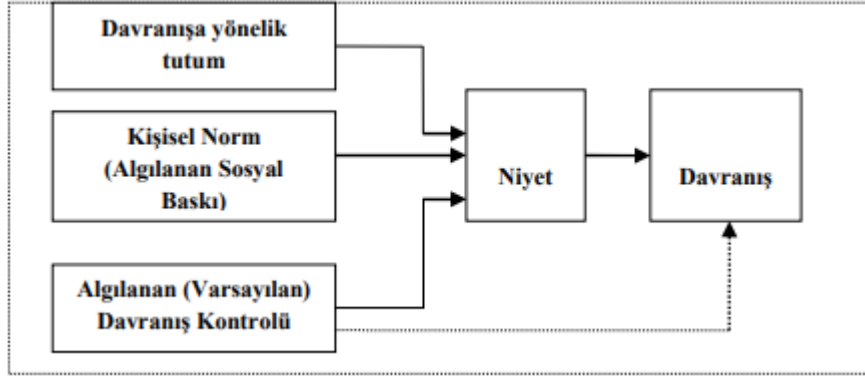 Davranışa yönelik
tutum
Kişisel Norm
(Algılanan Sosyal
Baskı)
Niyet
Davranış
Algılanan (Varsayılan)
Davranış Kontrolü